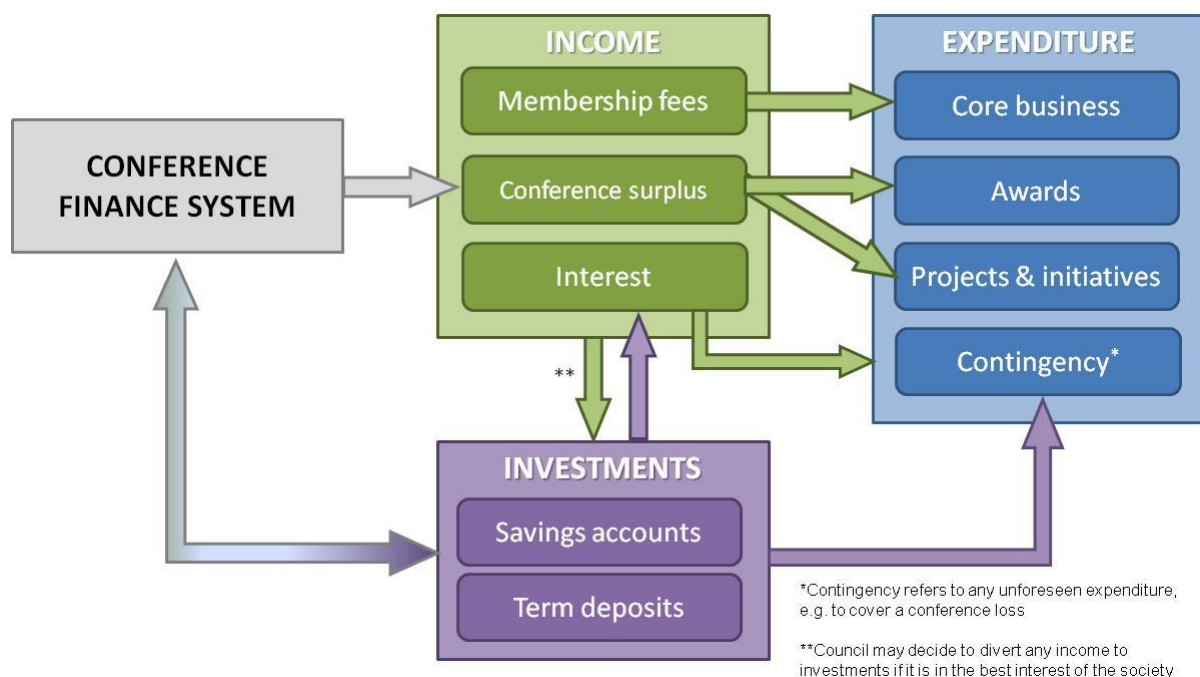 INCOME
Membership fees
Conference surplus
Interest
EXPENDITURE
Core business
Awards
Projects & initiatives
Contingency*
CONFERENCE
FINANCE SYSTEM
**
INVESTMENTS
Savings accounts
Term deposits
*Contingency refers to any unforeseen expenditure,
e.g. to cover a conference loss
**Council may decide to divert any income to
investments if it is in the best interest of the society